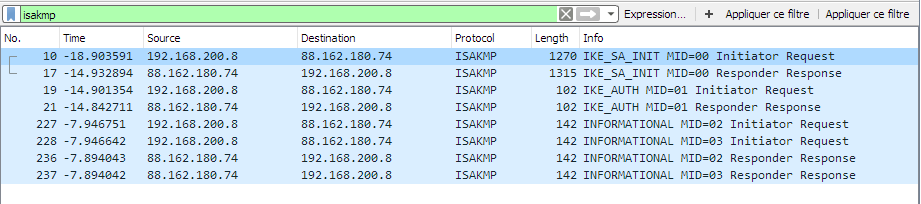 isakmp Expression... + Appliquer ce filtre Appliquer ce filtre
No. Time Source Destination Protocol Length Info
10 -18.903591 192.168.200.8 88.162.180.74 ISAKMP 1270 IKE_SA_INIT MID=00 Initiator Request
17 -14.932894 88.162.180.74 192.168.200.8 ISAKMP 1315 IKE_SA_INIT MID=00 Responder Response
19 -14.901354 192.168.200.8 88.162.180.74 ISAKMP 102 IKE_AUTH MID=01 Initiator Request
21 -14.842711 88.162.180.74 192.168.200.8 ISAKMP 102 IKE_AUTH MID=01 Responder Response
227 -7.946751 192.168.200.8 88.162.180.74 ISAKMP 142 INFORMATIONAL MID=02 Initiator Request
228 -7.946642 192.168.200.8 88.162.180.74 ISAKMP 142 INFORMATIONAL MID=03 Initiator Request
236 -7.894043 88.162.180.74 192.168.200.8 ISAKMP 142 INFORMATIONAL MID=02 Responder Response
237 -7.894042 88.162.180.74 192.168.200.8 ISAKMP 142 INFORMATIONAL MID=03 Responder Response